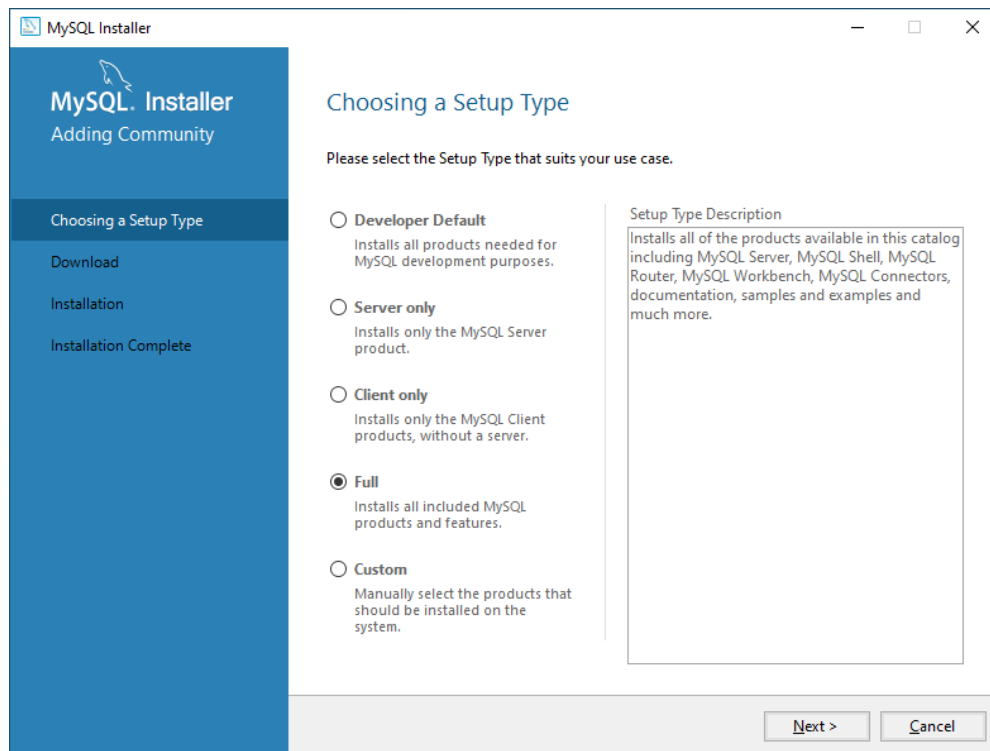 MySQL Installer
MySQL. Installer
Adding Community
Choosing a Setup Type
Download
Installation
Installation Complete
Choosing a Setup Type
Please select the Setup Type that suits your use case.
Developer Default
Installs all products needed for
MySQL development purposes.
Server only
Installs only the MySQL Server
product.
Client only
Installs only the MySQL Client
products, without a server.
Full
Installs all included MySQL
products and features.
Custom
Manually select the products that
should be installed on the
system.
Setup Type Description
Installs all of the products available in this catalog
including MySQL Server, MySQL Shell, MySQL
Router, MySQL Workbench, MySQL Connectors,
documentation, samples and examples and
much more.
Next >
Cancel